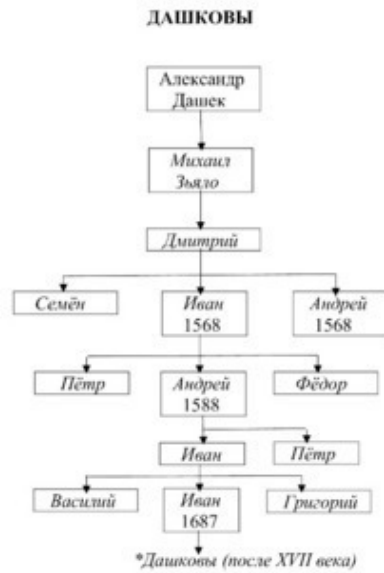 ДАШКОВЫ
Александр
Дашек
Михаил
Зьяло
Дмитрий
Семён
Иван
1568
Андрей
1568
Пётр
Андрей
1588
Фёдор
Иван
Пётр
Василий
Иван
1687
Григорий
*Дашковы (после XVII века)